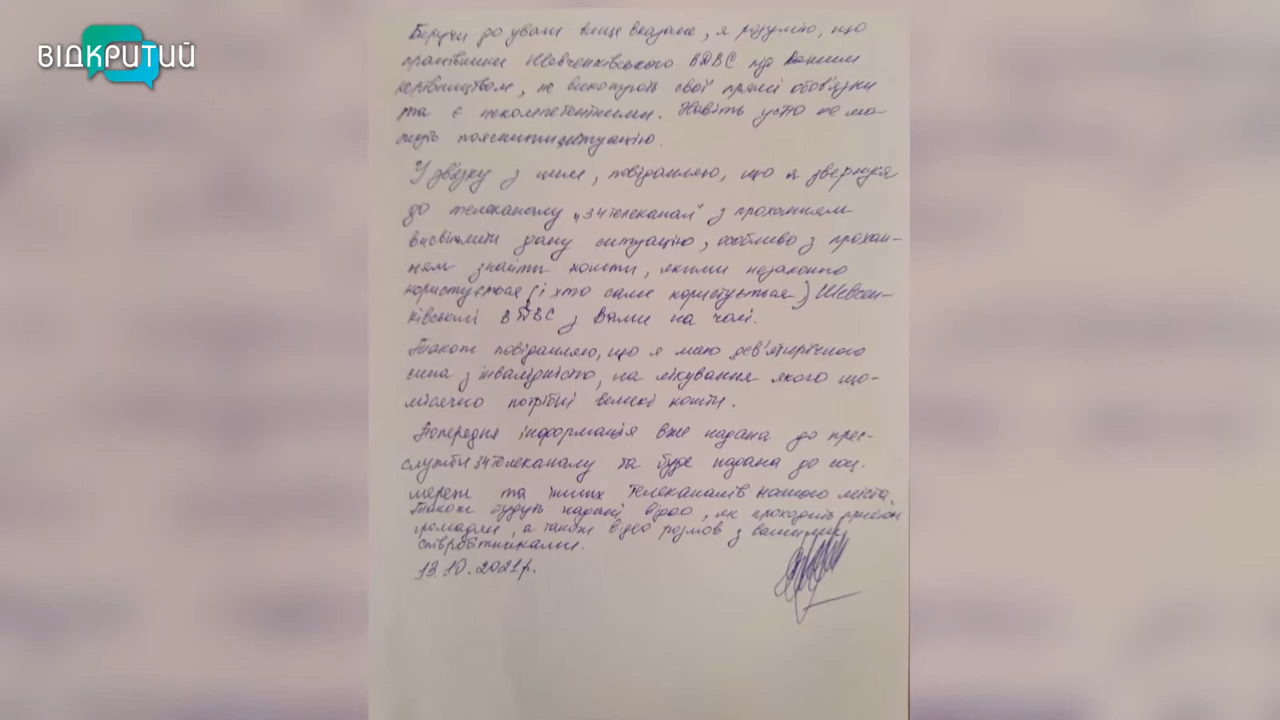 ВІДКРИТИЙ
Беручи до уваги вище вказане, я розумію, що
працівники Шевченківського ВДВС під Вашим
керівництвом, не виконують свої прямі обов'язки
та є некомпетентними. Навіть усно не мо-
жуть пояснити ситуацію.
У зв'язку з цим, повідомляю, що я звернуся
до телеканалу „34 телеканал" з проханням
висвітлити дану ситуацію, особливо з прохан-
ням знайти кошти, якими незаконно
користується (і хто саме користується) Шевчен-
ківський ВДВС з Вами на чолі.
Також повідомляю, що я маю дев'ятирічного
сина з інвалідністю, на лікування якого що-
місячно потрібні великі кошти.
Попередня інформація вже надана до прес-
служби 34 телеканалу та буде надана до соц.
мереж та інших телеканалів нашого міста.
Також будуть надані відео, як проходить прийом
громадян, а також відео розмов з вашими
співробітниками.
13.10.2021р.